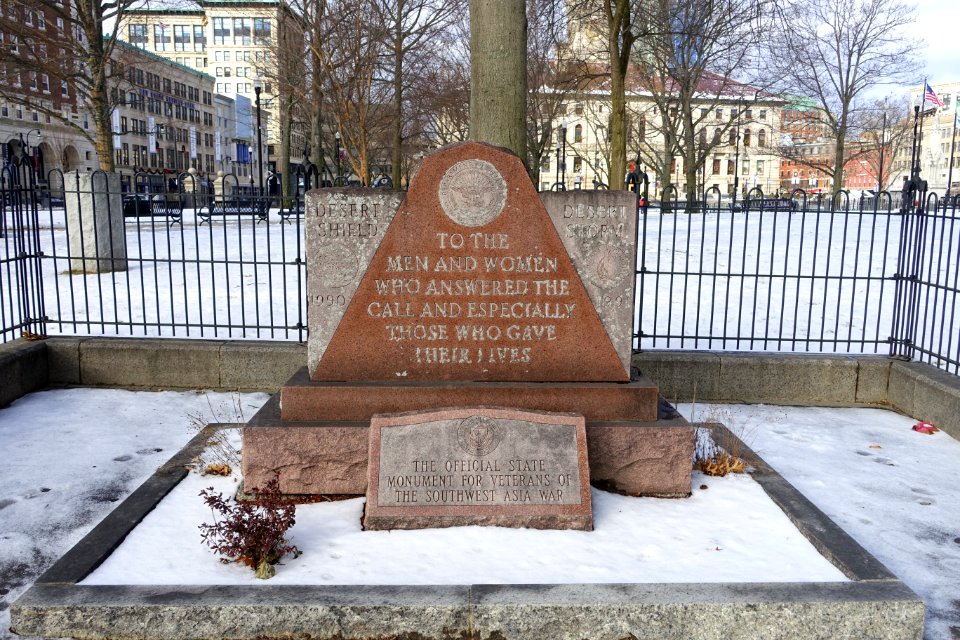 DESERT
SHIELD
1990
TO THE
MEN AND WOMEN
WHO ANSWERED THE
CALL AND ESPECIALLY
THOSE WHO GAVE
THEIR LIVES
DESERT
STORM
THE OFFICIAL STATE
MONUMENT FOR VETERANS OF
THE SOUTHWEST ASIA WAR